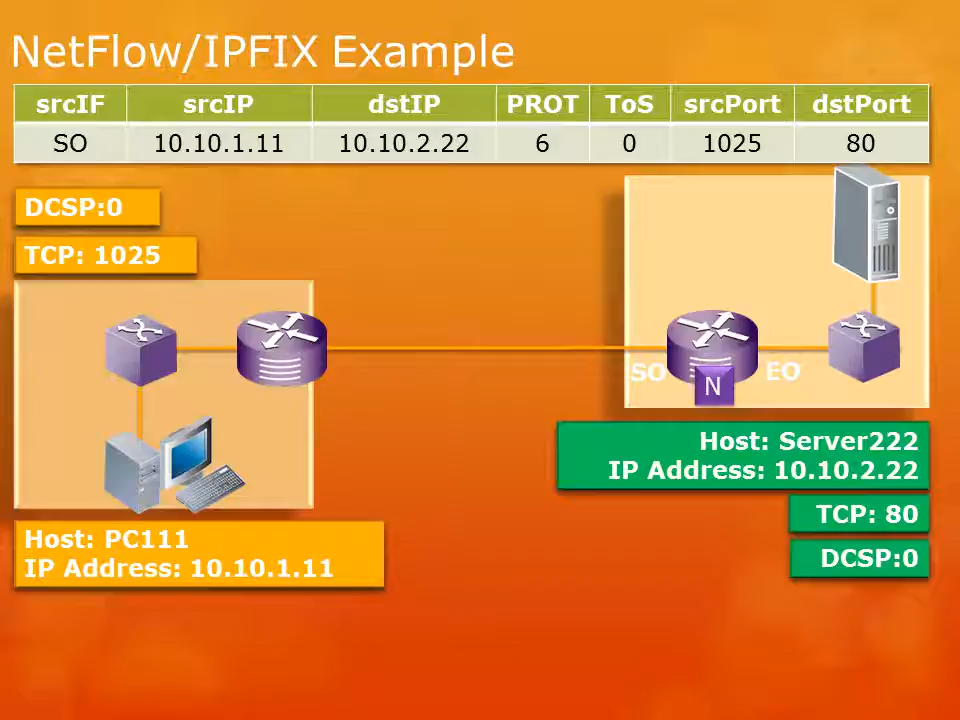 NetFlow/IPFIX Example
srcIF srcIP dstIP PROT ToS srcPort dstPort
SO 10.10.1.11 10.10.2.22 6 0 1025 80
DCSP:0
TCP: 1025
SO
EO
N
Host: Server222
IP Address: 10.10.2.22
TCP: 80
DCSP:0
Host: PC111
IP Address: 10.10.1.11